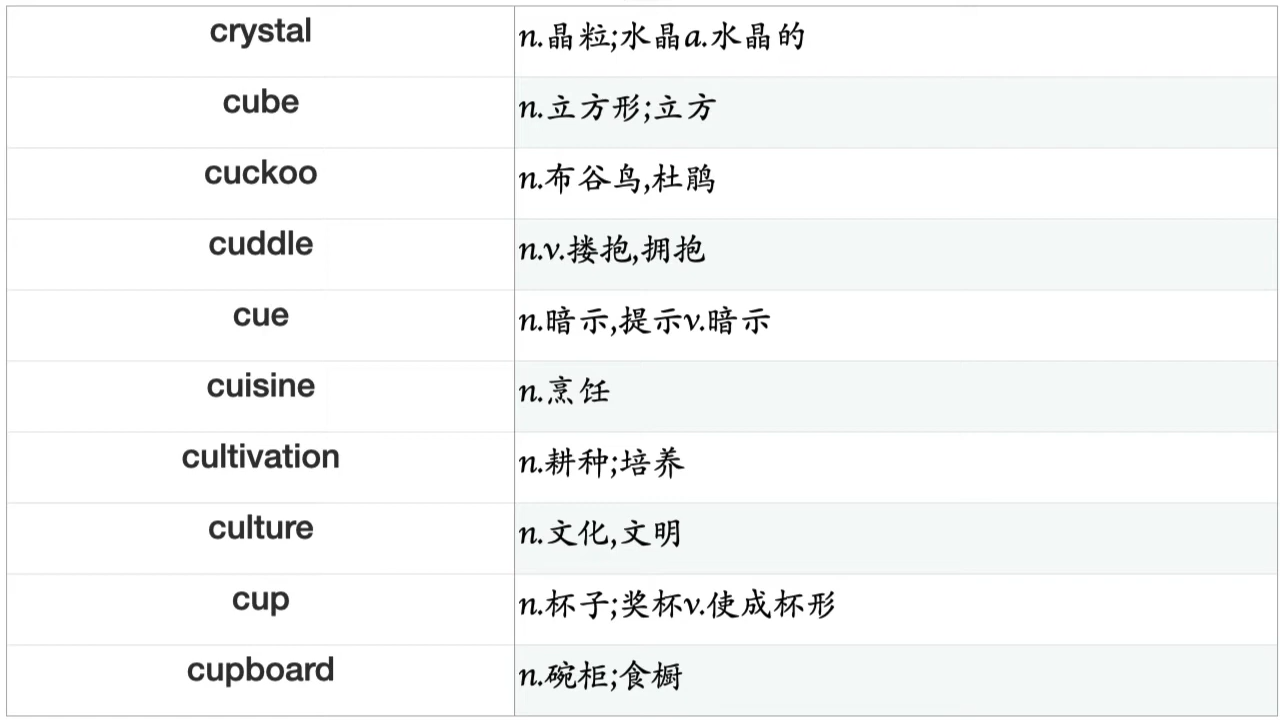 crystal n.晶粒;水晶a.水晶的
cube n.立方形;立方
cuckoo n.布谷鸟,杜鹃
cuddle n.v.搂抱,拥抱
cue n.暗示,提示v.暗示
cuisine n.烹饪
cultivation n.耕种;培养
culture n.文化,文明
cup n.杯子;奖杯v.使成杯形
cupboard n.碗柜;食橱